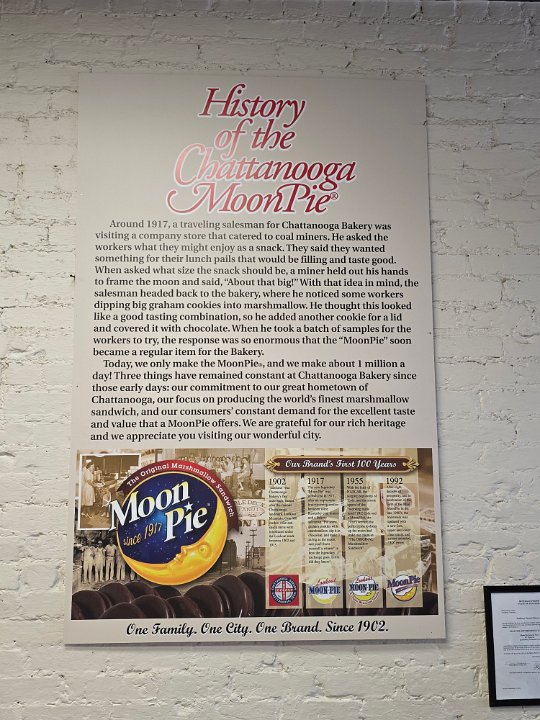 History
of the
Chattanooga
MoonPie®
Around 1917, a traveling salesman for Chattanooga Bakery was
visiting a company store that catered to coal miners. He asked the
workers what they might enjoy as a snack. They said they wanted
something for their lunch pails that would be filling and taste good.
When asked what size the snack should be, a miner held out his hands
to frame the moon and said, "About that big!" With that idea in mind, the
salesman headed back to the bakery, where he noticed some workers
dipping big graham cookies into marshmallow. He thought this looked
like a good tasting combination, so he added another cookie for a lid
and covered it with chocolate. When he took a batch of samples for the
workers to try, the response was so enormous that the "MoonPie" soon
became a regular item for the Bakery.
Today, we only make the MoonPie®, and we make about 1 million a
day! Three things have remained constant at Chattanooga Bakery since
those early days: our commitment to our great hometown of
Chattanooga, our focus on producing the world's finest marshmallow
sandwich, and our consumers' constant demand for the excellent taste
and value that a MoonPie offers. We are grateful for our rich heritage
and we appreciate you visiting our wonderful city.
The Original Marshmallow Sandwich
Moon
Pie
since 1917
Our Brand's First 100 Years
1902
1917
1955
1992
MOON-PIE
MOON-PIE
MoonPie
One Family. One City. One Brand. Since 1902.